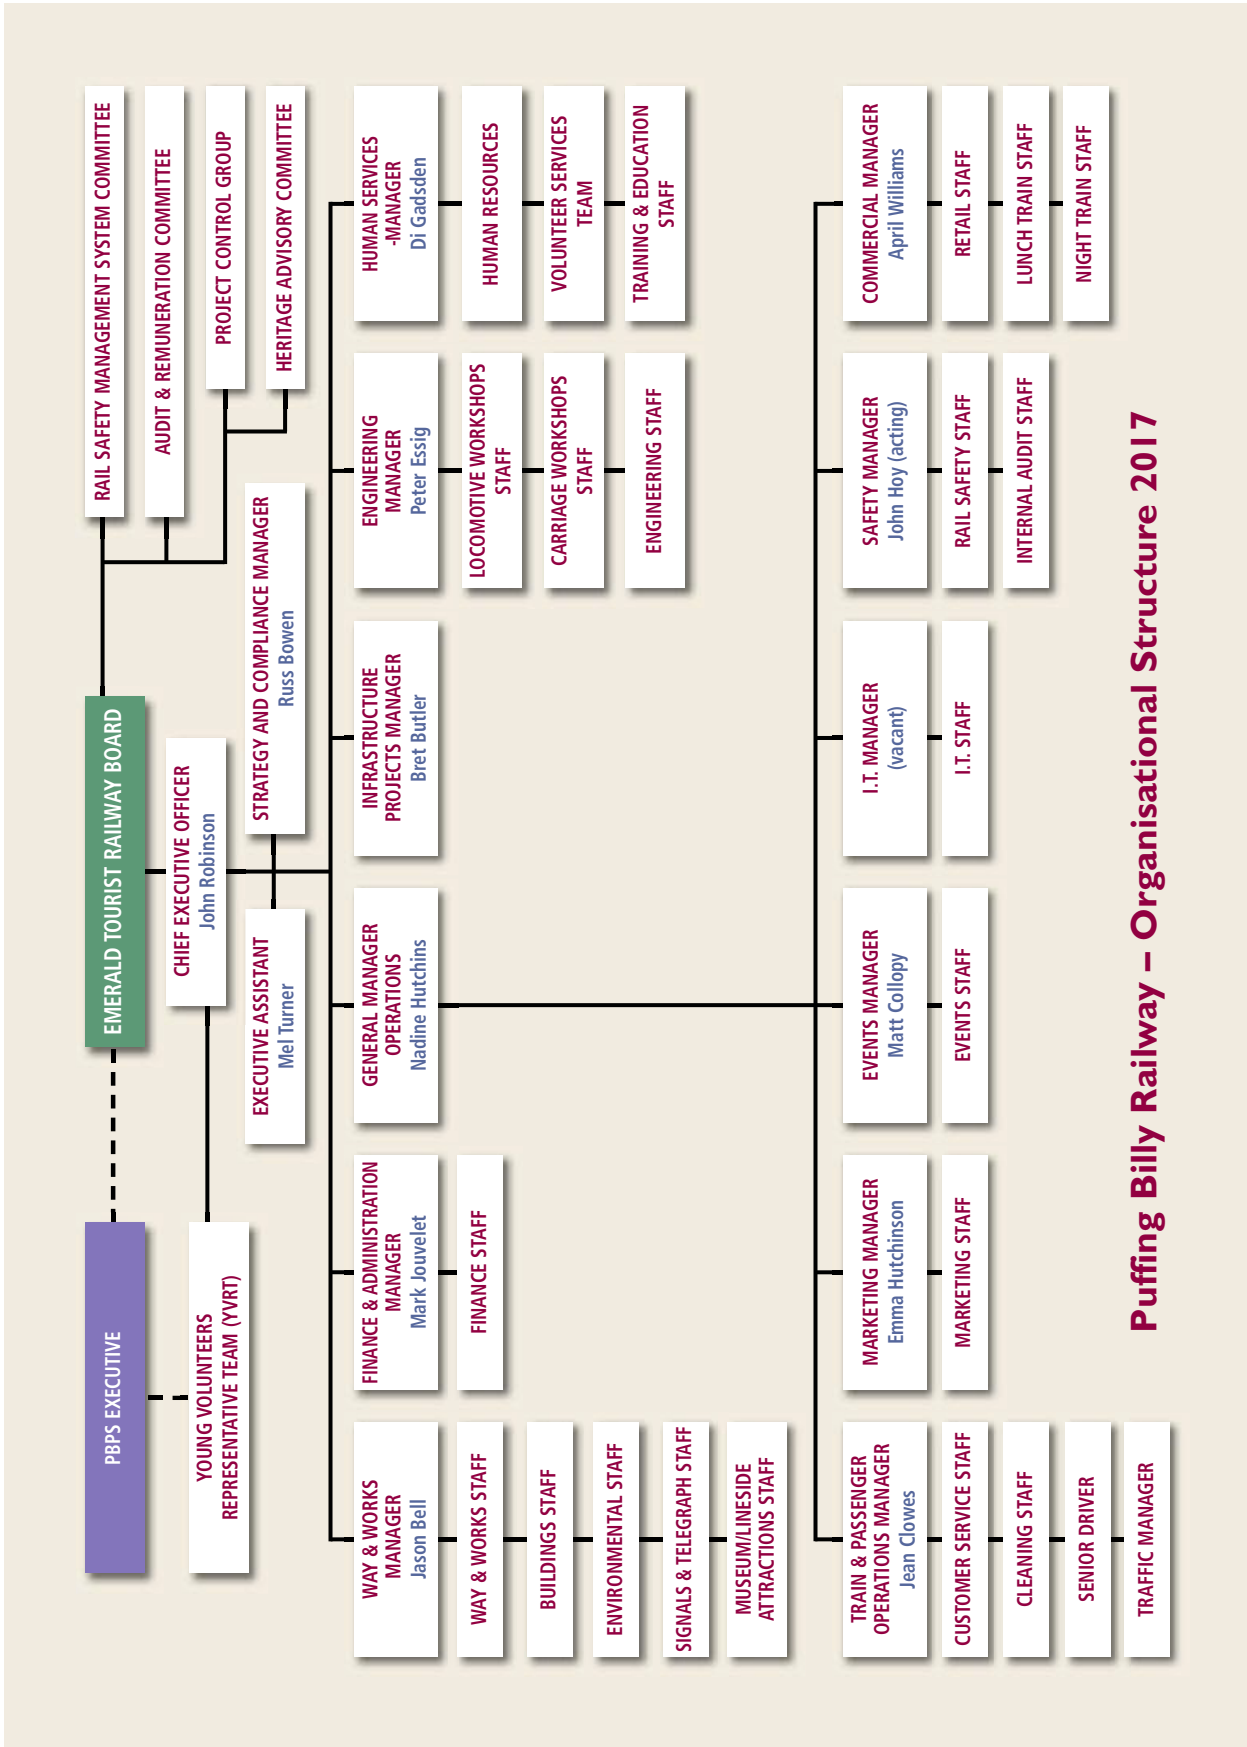 PBPS EXECUTIVE
EMERALD TOURIST RAILWAY BOARD
RAIL SAFETY MANAGEMENT SYSTEM COMMITTEE
AUDIT & REMUNERATION COMMITTEE
PROJECT CONTROL GROUP
HERITAGE ADVISORY COMMITTEE
YOUNG VOLUNTEERS
REPRESENTATIVE TEAM (YVRT)
CHIEF EXECUTIVE OFFICER
John Robinson
EXECUTIVE ASSISTANT
Mel Turner
STRATEGY AND COMPLIANCE MANAGER
Russ Bowen
WAY & WORKS
MANAGER
Jason Bell
WAY & WORKS STAFF
BUILDINGS STAFF
ENVIRONMENTAL STAFF
SIGNALS & TELEGRAPH STAFF
MUSEUM/LINESIDE
ATTRACTIONS STAFF
FINANCE & ADMINISTRATION
MANAGER
Mark Jouvelet
FINANCE STAFF
GENERAL MANAGER
OPERATIONS
Nadine Hutchins
INFRASTRUCTURE
PROJECTS MANAGER
Bret Butler
ENGINEERING
MANAGER
Peter Essig
LOCOMOTIVE WORKSHOPS
STAFF
CARRIAGE WORKSHOPS
STAFF
ENGINEERING STAFF
HUMAN SERVICES
-MANAGER
Di Gadsden
HUMAN RESOURCES
VOLUNTEER SERVICES
TEAM
TRAINING & EDUCATION
STAFF
TRAIN & PASSENGER
OPERATIONS MANAGER
Jean Clowes
CUSTOMER SERVICE STAFF
CLEANING STAFF
SENIOR DRIVER
TRAFFIC MANAGER
MARKETING MANAGER
Emma Hutchinson
MARKETING STAFF
EVENTS MANAGER
Matt Collopy
EVENTS STAFF
I.T. MANAGER
(vacant)
I.T. STAFF
SAFETY MANAGER
John Hoy (acting)
RAIL SAFETY STAFF
INTERNAL AUDIT STAFF
COMMERCIAL MANAGER
April Williams
RETAIL STAFF
LUNCH TRAIN STAFF
NIGHT TRAIN STAFF
Puffing Billy Railway – Organisational Structure 2017